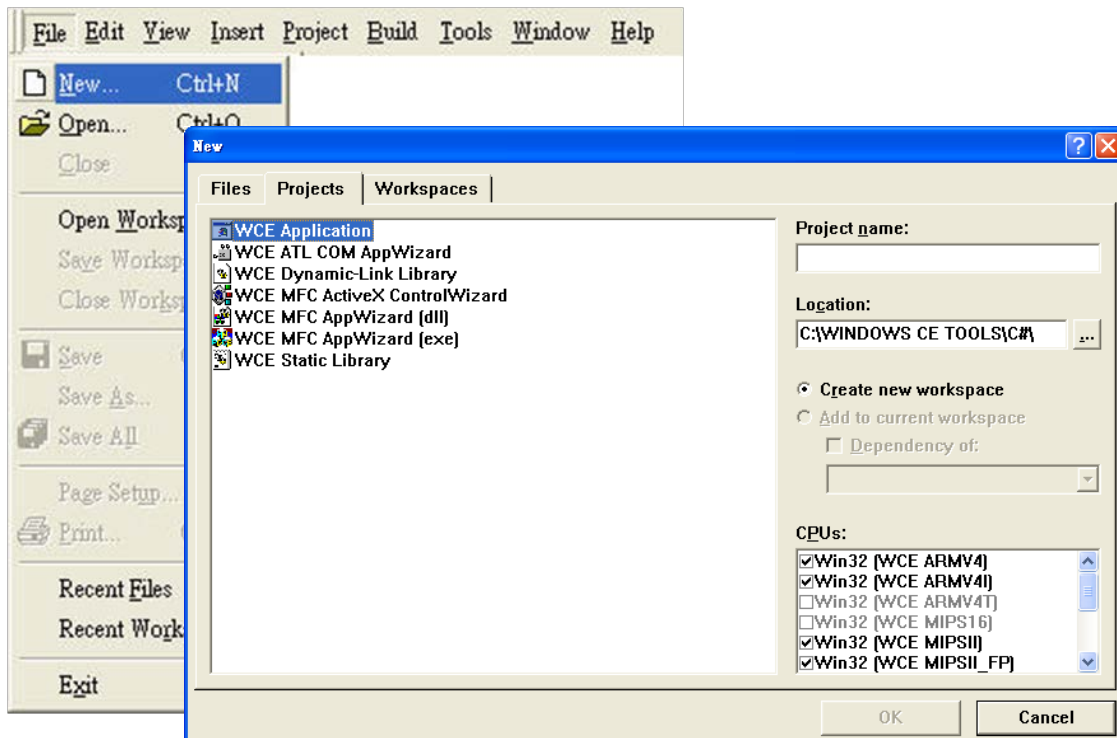 File Edit View Insert Project Build Tools Window Help
New... Ctrl+N
Open... Ctrl+O
Close
Open
Save
Close
Save
Save As...
Save All
Page Setup...
Print...
Recent Files
Recent
Exit
New
Files Projects Workspaces
WCE Application
WCE ATL COM AppWizard
WCE Dynamic-Link Library
WCE MFC ActiveX ControlWizard
WCE MFC AppWizard (dll)
WCE MFC AppWizard (exe)
WCE Static Library
Project name:
Location:
C:\WINDOWS CE TOOLS\C#\ ...
Create new workspace
Add to current workspace
Dependency of:
CPUs:
Win32 (WCE ARMV4)
Win32 (WCE ARMV4I)
Win32 (WCE ARMV4T)
Win32 (WCE MIPS16)
Win32 (WCE MIPSII)
Win32 (WCE MIPSII_FP)
OK Cancel